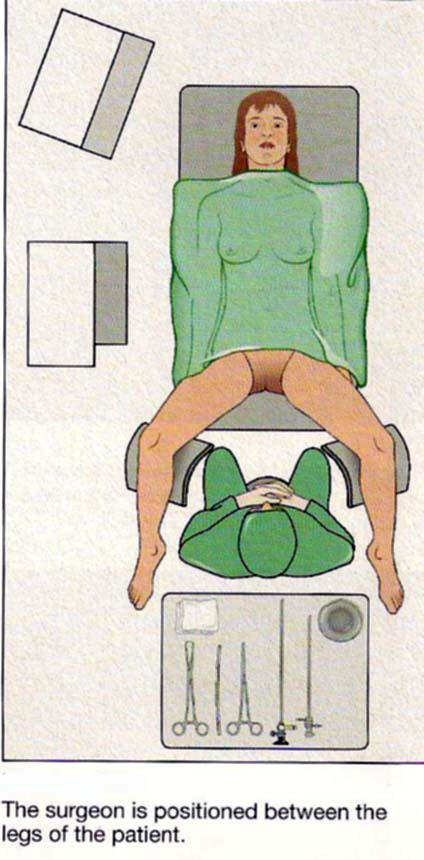 The surgeon is positioned between the
legs of the patient.